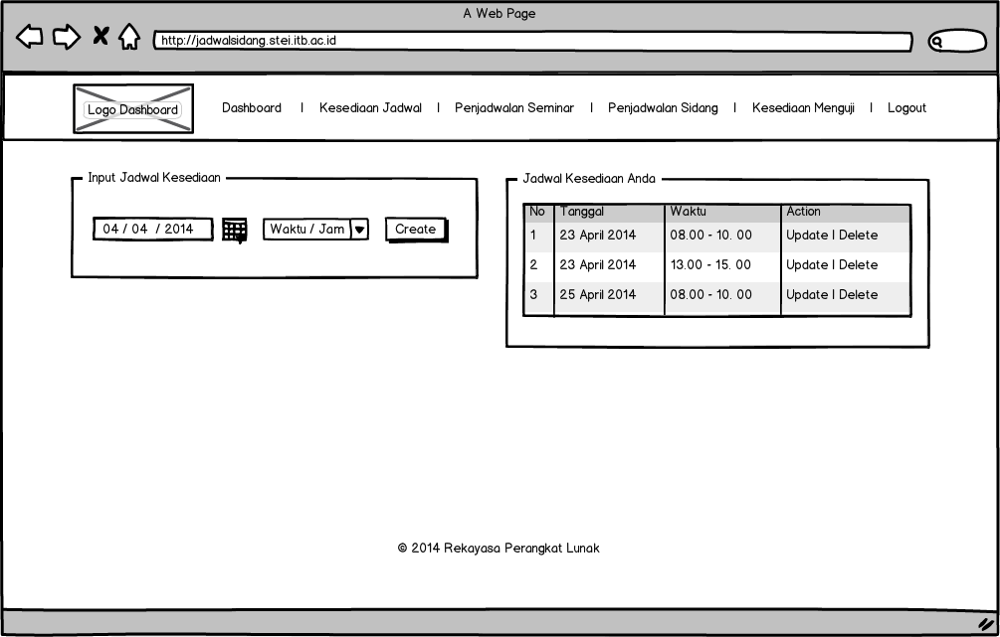 A Web Page
http://jadwalsidang.stei.itb.ac.id
Logo Dashboard
Dashboard | Kesediaan Jadwal | Penjadwalan Seminar | Penjadwalan Sidang | Kesediaan Menguji | Logout
Input Jadwal Kesediaan
04 / 04 / 2014
Waktu / Jam
Create
Jadwal Kesediaan Anda
No Tanggal Waktu Action
1 23 April 2014 08.00 - 10. 00 Update | Delete
2 23 April 2014 13.00 - 15. 00 Update | Delete
3 25 April 2014 08.00 - 10. 00 Update | Delete
© 2014 Rekayasa Perangkat Lunak